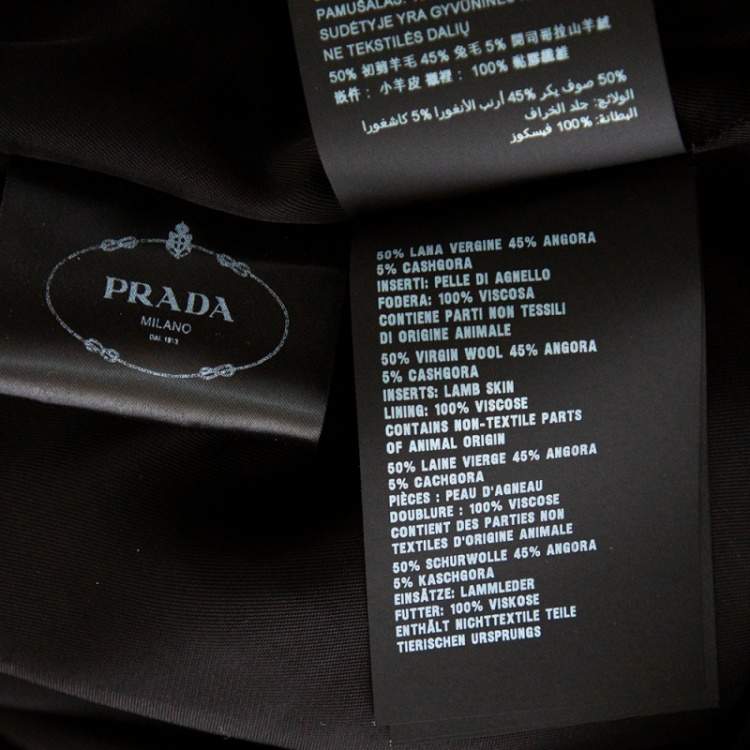 PAMUŠALAS:
SUDĖTYJE YRA GYVŪNINĖS
NE TEKSTILĖS DALIŲ
50% 初剪羊毛 45% 兔毛 5% 開司哥拉山羊絨
嵌件： 小羊皮 襯裡： 100% 黏膠纖維
50% صوف بكر 45% أرنب الأنغورا 5% كاشغورا
الولائج: جلد الخراف
البطانة: 100% فيسكوز
PRADA
MILANO
DAL 1913
50% LANA VERGINE 45% ANGORA
5% CASHGORA
INSERTI: PELLE DI AGNELLO
FODERA: 100% VISCOSA
CONTIENE PARTI NON TESSILI
DI ORIGINE ANIMALE
50% VIRGIN WOOL 45% ANGORA
5% CASHGORA
INSERTS: LAMB SKIN
LINING: 100% VISCOSE
CONTAINS NON-TEXTILE PARTS
OF ANIMAL ORIGIN
50% LAINE VIERGE 45% ANGORA
5% CACHGORA
PIÈCES : PEAU D'AGNEAU
DOUBLURE : 100% VISCOSE
CONTIENT DES PARTIES NON
TEXTILES D'ORIGINE ANIMALE
50% SCHURWOLLE 45% ANGORA
5% KASCHGORA
EINSÄTZE: LAMMLEDER
FUTTER: 100% VISKOSE
ENTHÄLT NICHTTEXTILE TEILE
TIERISCHEN URSPRUNGS